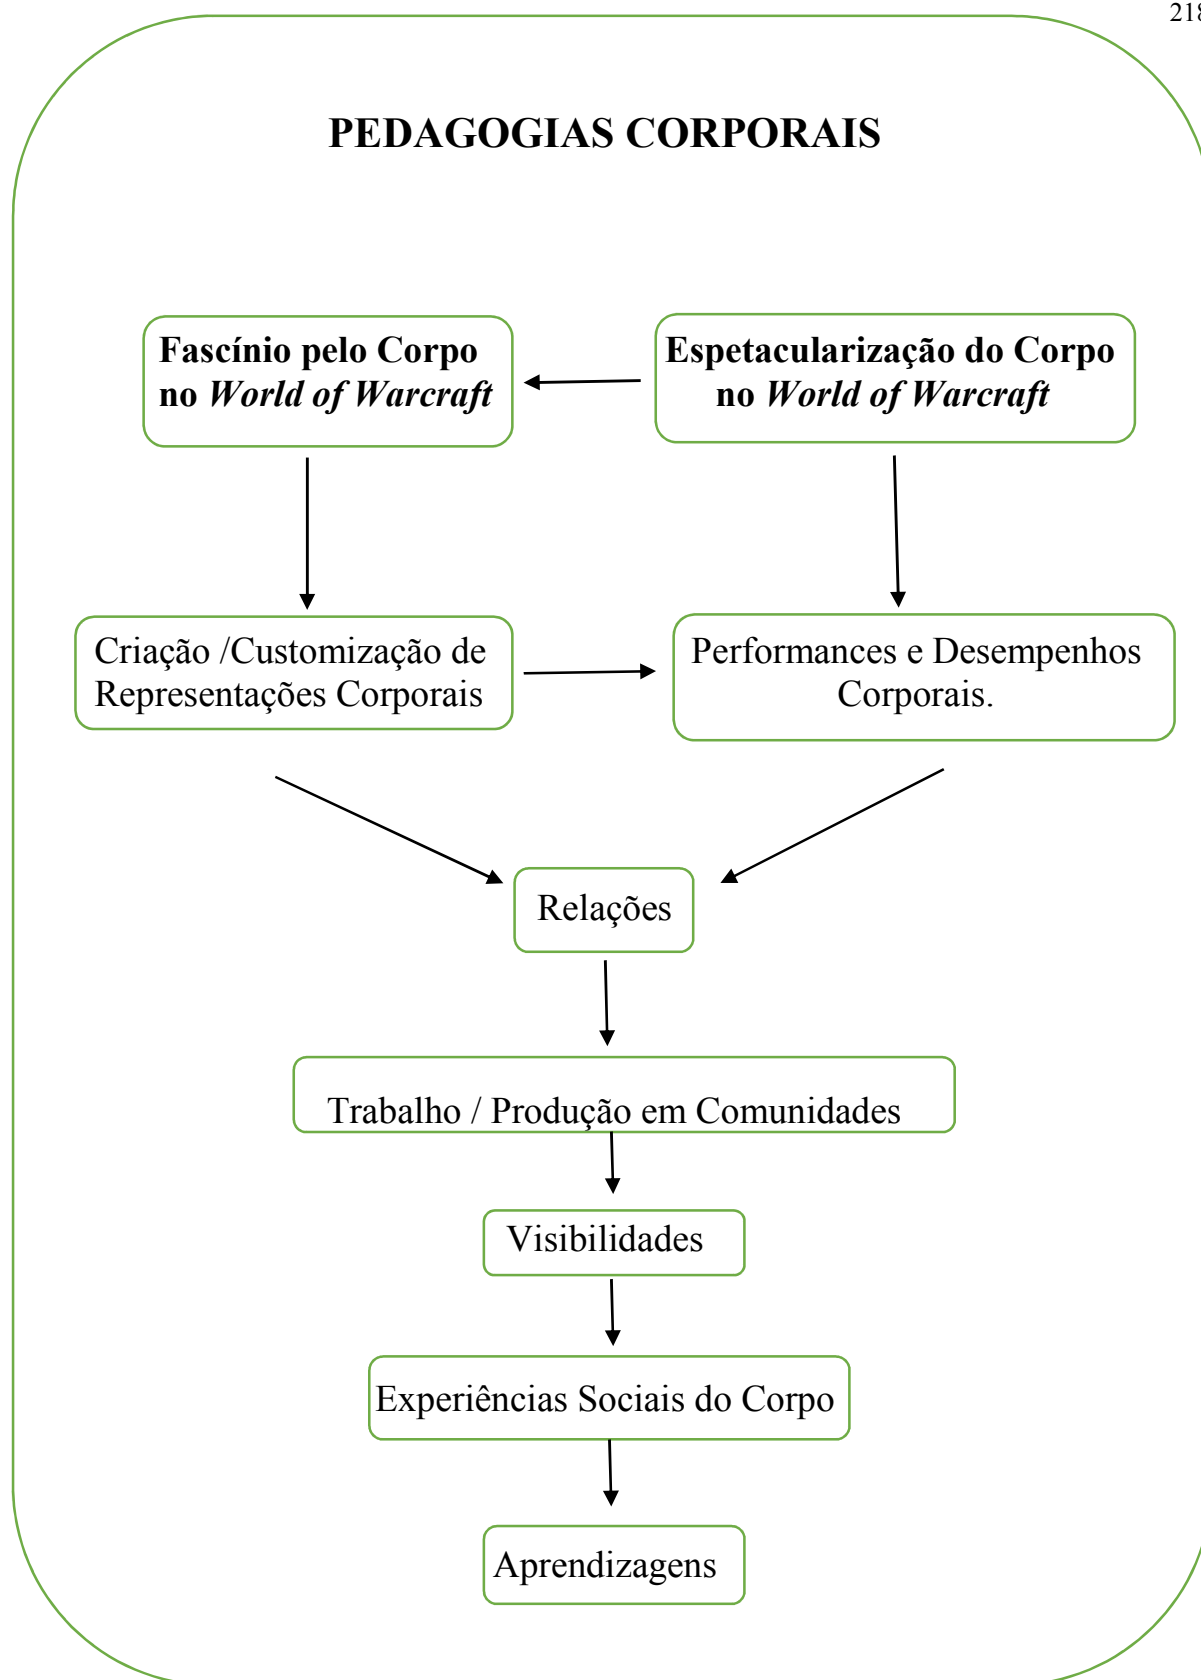 218
PEDAGOGIAS CORPORAIS
Fascínio pelo Corpo
no World of Warcraft
Espetacularização do Corpo
no World of Warcraft
Criação /Customização de
Representações Corporais
Performances e Desempenhos
Corporais.
Relações
Trabalho / Produção em Comunidades
Visibilidades
Experiências Sociais do Corpo
Aprendizagens